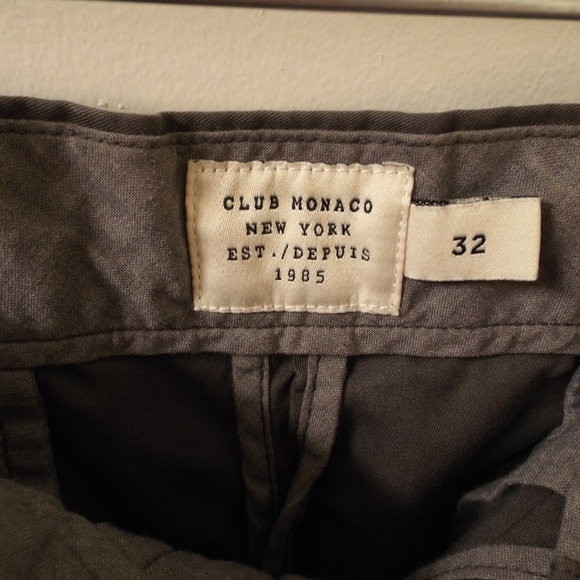 CLUB MONACO
NEW YORK
EST./DEPUIS
1985
32